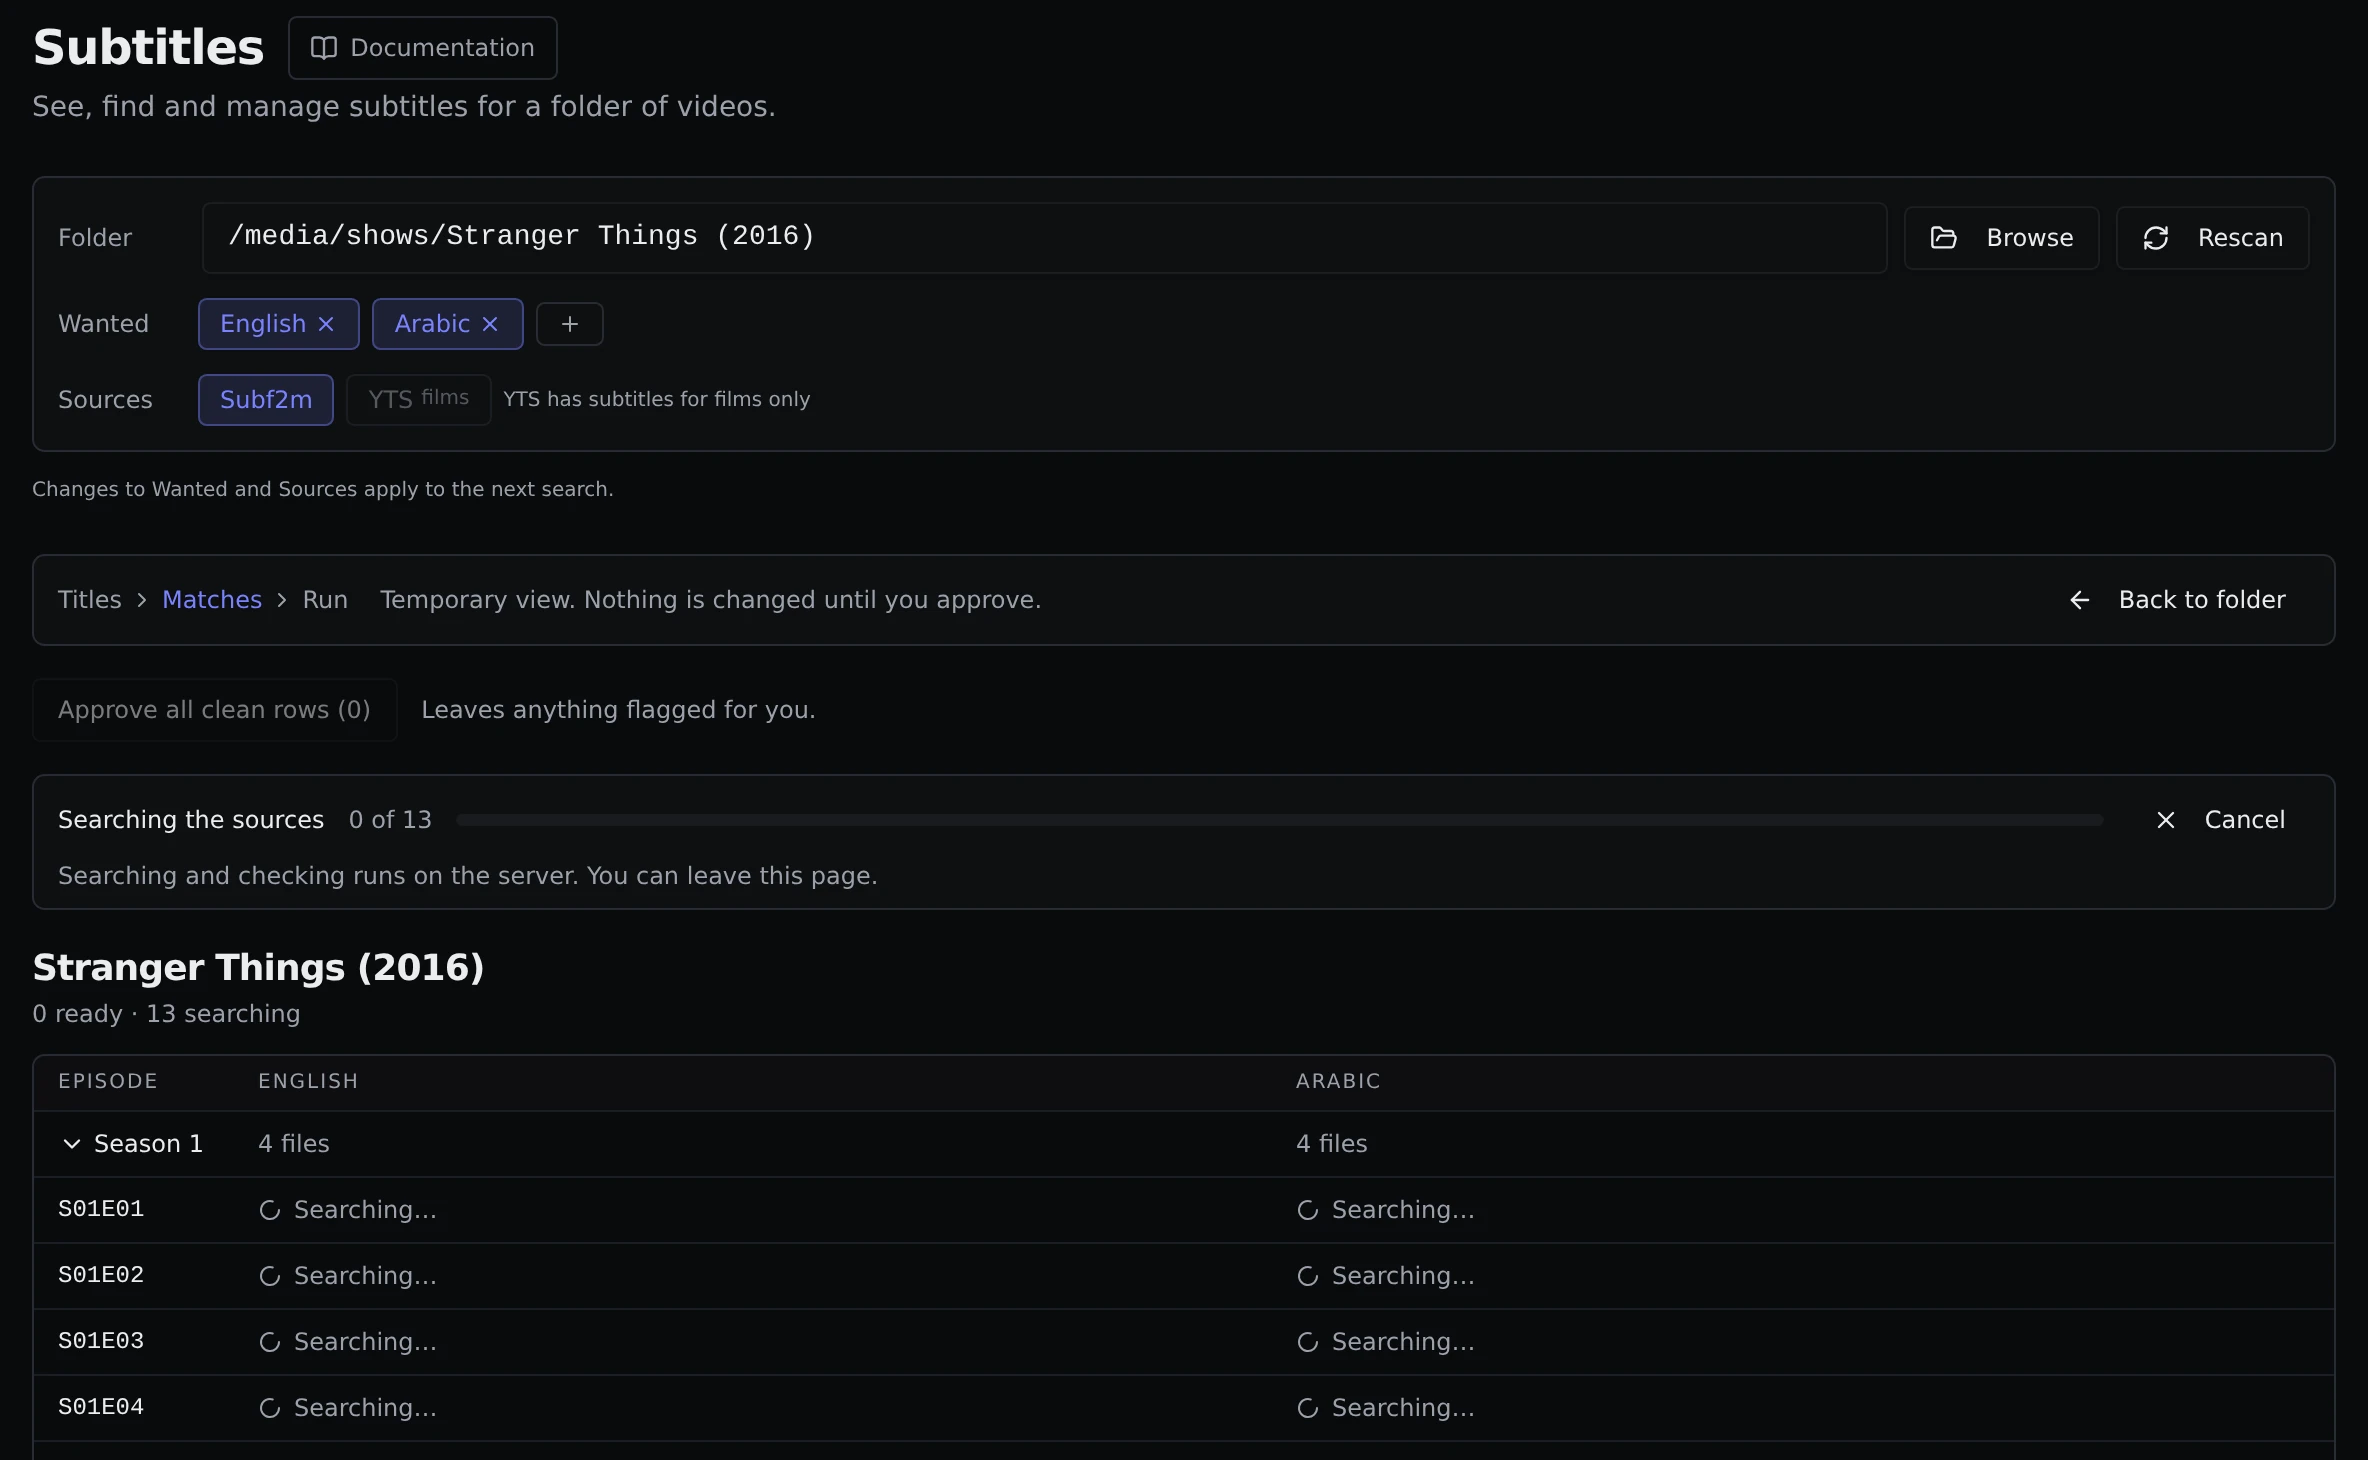 Subtitles
Documentation
See, find and manage subtitles for a folder of videos.
Folder
/media/shows/Stranger Things (2016)
Browse
Rescan
Wanted
English
Arabic
+
Sources
Subf2m
YTS films
YTS has subtitles for films only
Changes to Wanted and Sources apply to the next search.
Titles > Matches > Run
Temporary view. Nothing is changed until you approve.
Back to folder
Approve all clean rows (0)
Leaves anything flagged for you.
Searching the sources
0 of 13
Cancel
Searching and checking runs on the server. You can leave this page.
Stranger Things (2016)
0 ready · 13 searching
EPISODE ENGLISH ARABIC
Season 1 4 files 4 files
S01E01 Searching… Searching…
S01E02 Searching… Searching…
S01E03 Searching… Searching…
S01E04 Searching… Searching…